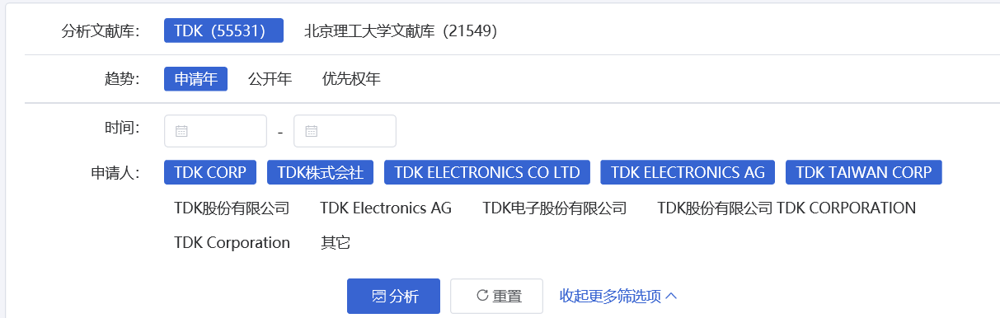 分析文献库： TDK（55531） 北京理工大学文献库（21549）
趋势： 申请年 公开年 优先权年
时间： -
申请人： TDK CORP TDK株式会社 TDK ELECTRONICS CO LTD TDK ELECTRONICS AG TDK TAIWAN CORP
TDK股份有限公司 TDK Electronics AG TDK电子股份有限公司 TDK股份有限公司 TDK CORPORATION
TDK Corporation 其它
分析 重置 收起更多筛选项